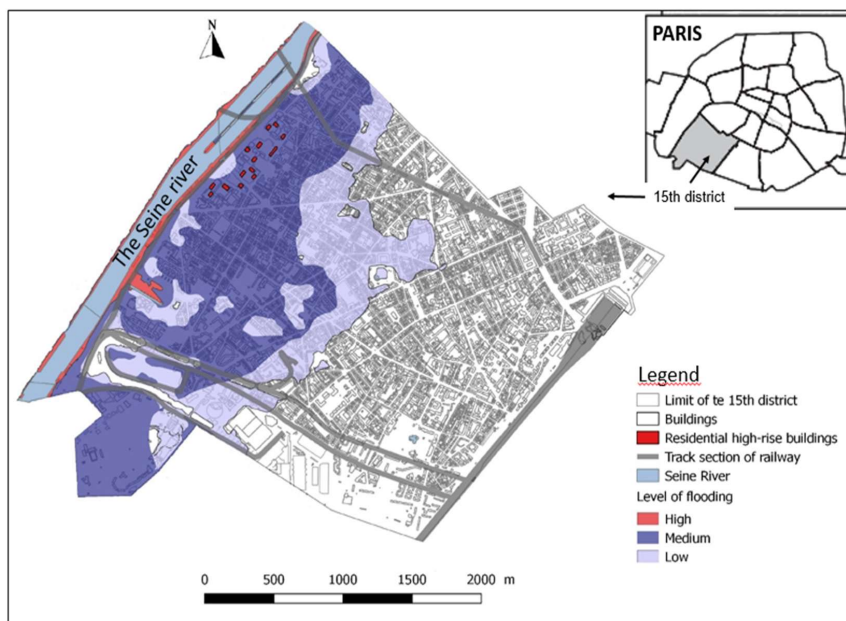 N
PARIS
15th district
The Seine river
Legend
Limit of te 15th district
Buildings
Residential high-rise buildings
Track section of railway
Seine River
Level of flooding
High
Medium
Low
0 500 1000 1500 2000 m